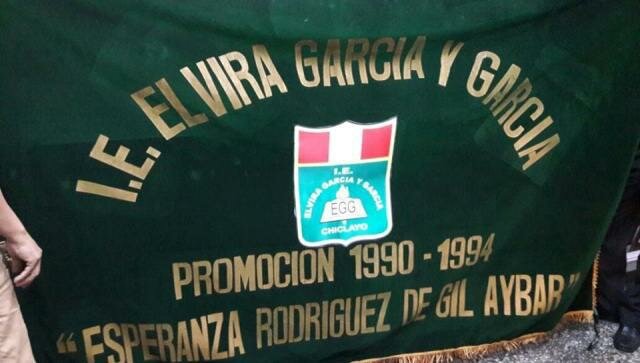 I.E. ELVIRA GARCIA Y GARCIA
I.E.
ELVIRA GARCIA Y GARCIA
EGG
CHICLAYO
PROMOCION 1990 - 1994
"ESPERANZA RODRIGUEZ DE GIL AYBAR"